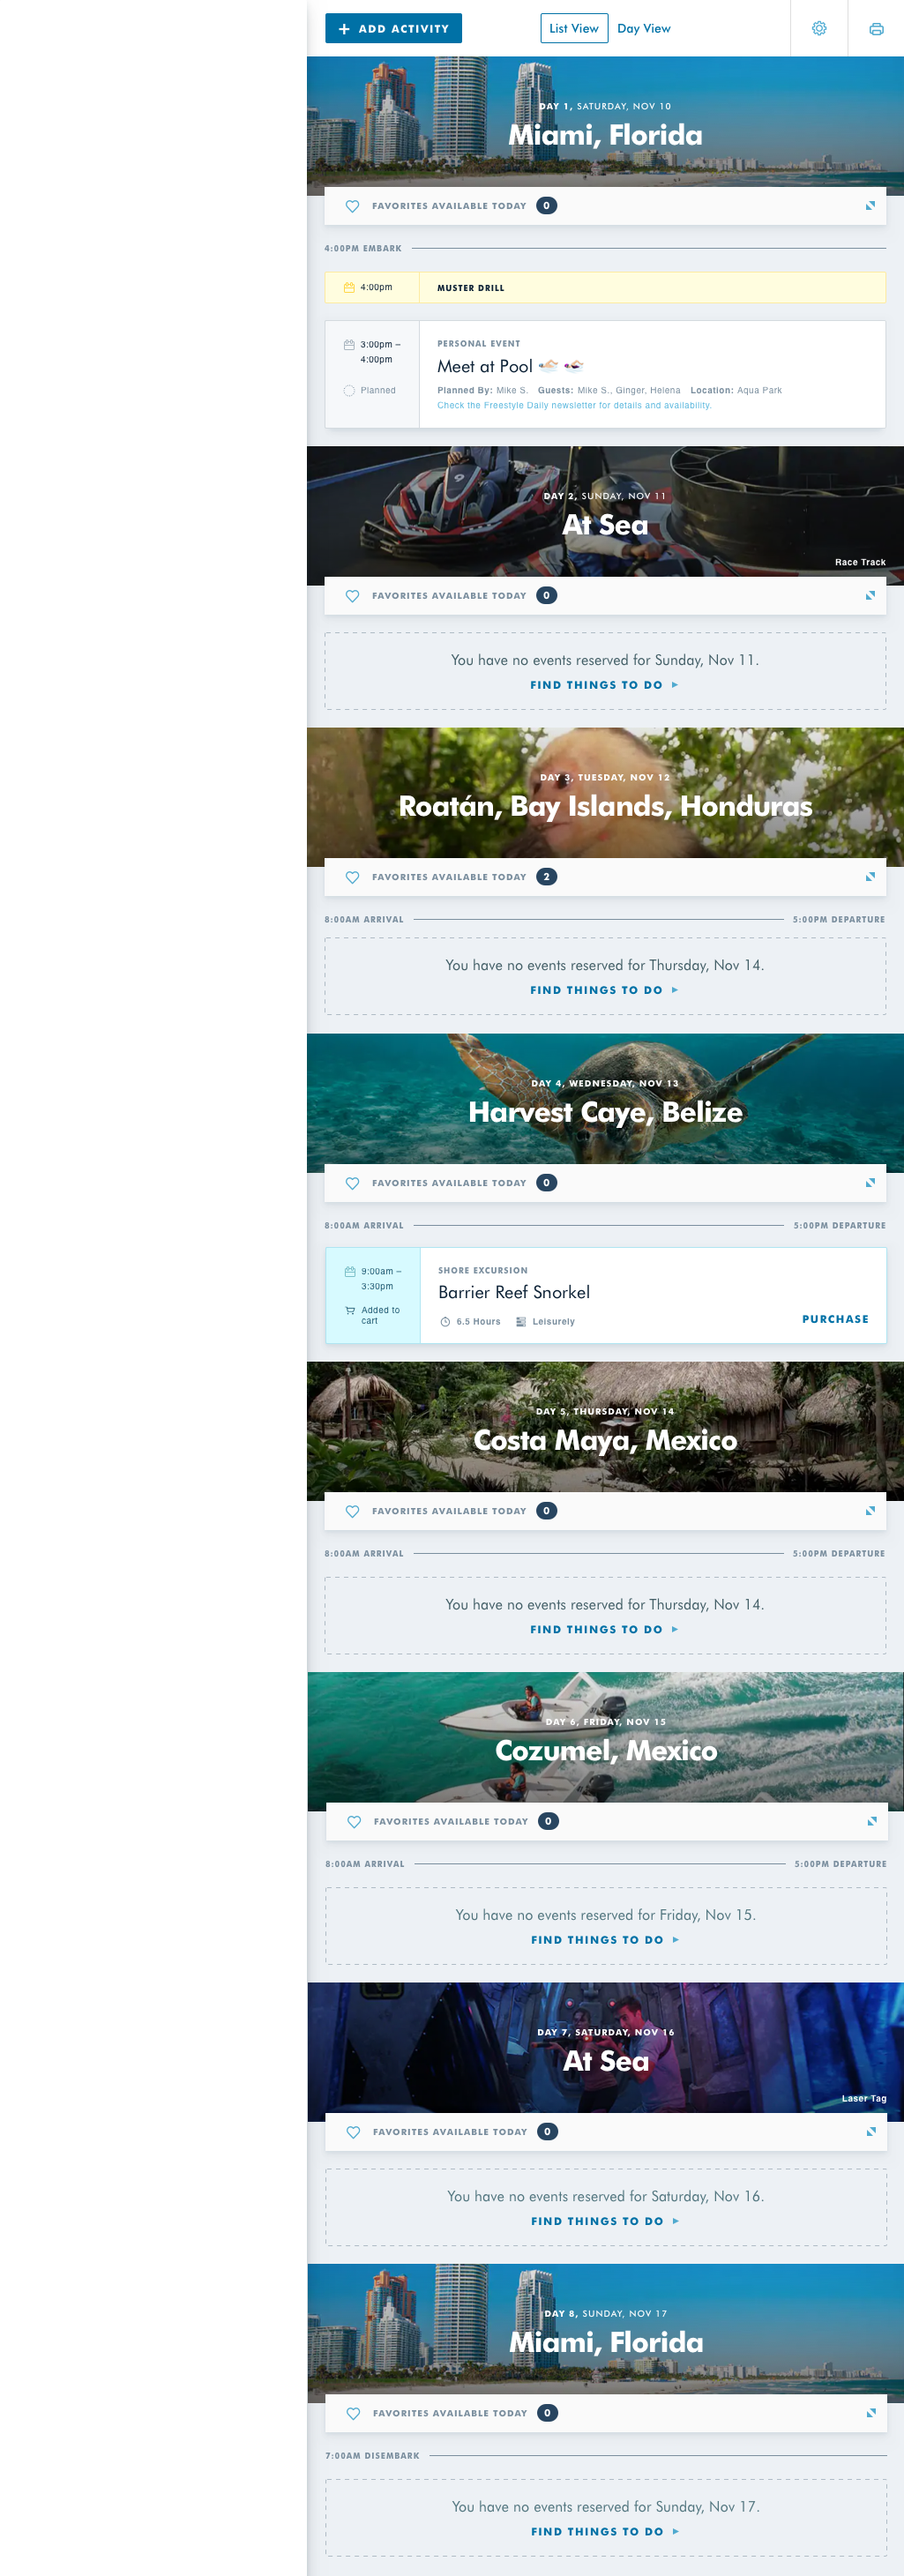 ADD ACTIVITY
List View
Day View
DAY 1, SATURDAY, NOV 10
Miami, Florida
FAVORITES AVAILABLE TODAY 0
4:00PM EMBARK
4:00pm
MUSTER DRILL
3:00pm –
4:00pm
Planned
PERSONAL EVENT
Meet at Pool 🏊🏻 🏊🏻‍♀️
Planned By: Mike S. Guests: Mike S., Ginger, Helena Location: Aqua Park
Check the Freestyle Daily newsletter for details and availability.
DAY 2, SUNDAY, NOV 11
At Sea
Race Track
FAVORITES AVAILABLE TODAY 0
You have no events reserved for Sunday, Nov 11.
FIND THINGS TO DO
DAY 3, TUESDAY, NOV 12
Roatán, Bay Islands, Honduras
FAVORITES AVAILABLE TODAY 2
8:00AM ARRIVAL
5:00PM DEPARTURE
You have no events reserved for Thursday, Nov 14.
FIND THINGS TO DO
DAY 4, WEDNESDAY, NOV 13
Harvest Caye, Belize
FAVORITES AVAILABLE TODAY 0
8:00AM ARRIVAL
5:00PM DEPARTURE
9:00am –
3:30pm
Added to
cart
SHORE EXCURSION
Barrier Reef Snorkel
6.5 Hours
Leisurely
PURCHASE
DAY 5, THURSDAY, NOV 14
Costa Maya, Mexico
FAVORITES AVAILABLE TODAY 0
8:00AM ARRIVAL
5:00PM DEPARTURE
You have no events reserved for Thursday, Nov 14.
FIND THINGS TO DO
DAY 6, FRIDAY, NOV 15
Cozumel, Mexico
FAVORITES AVAILABLE TODAY 0
8:00AM ARRIVAL
5:00PM DEPARTURE
You have no events reserved for Friday, Nov 15.
FIND THINGS TO DO
DAY 7, SATURDAY, NOV 16
At Sea
Laser Tag
FAVORITES AVAILABLE TODAY 0
You have no events reserved for Saturday, Nov 16.
FIND THINGS TO DO
DAY 8, SUNDAY, NOV 17
Miami, Florida
FAVORITES AVAILABLE TODAY 0
7:00AM DISEMBARK
You have no events reserved for Sunday, Nov 17.
FIND THINGS TO DO